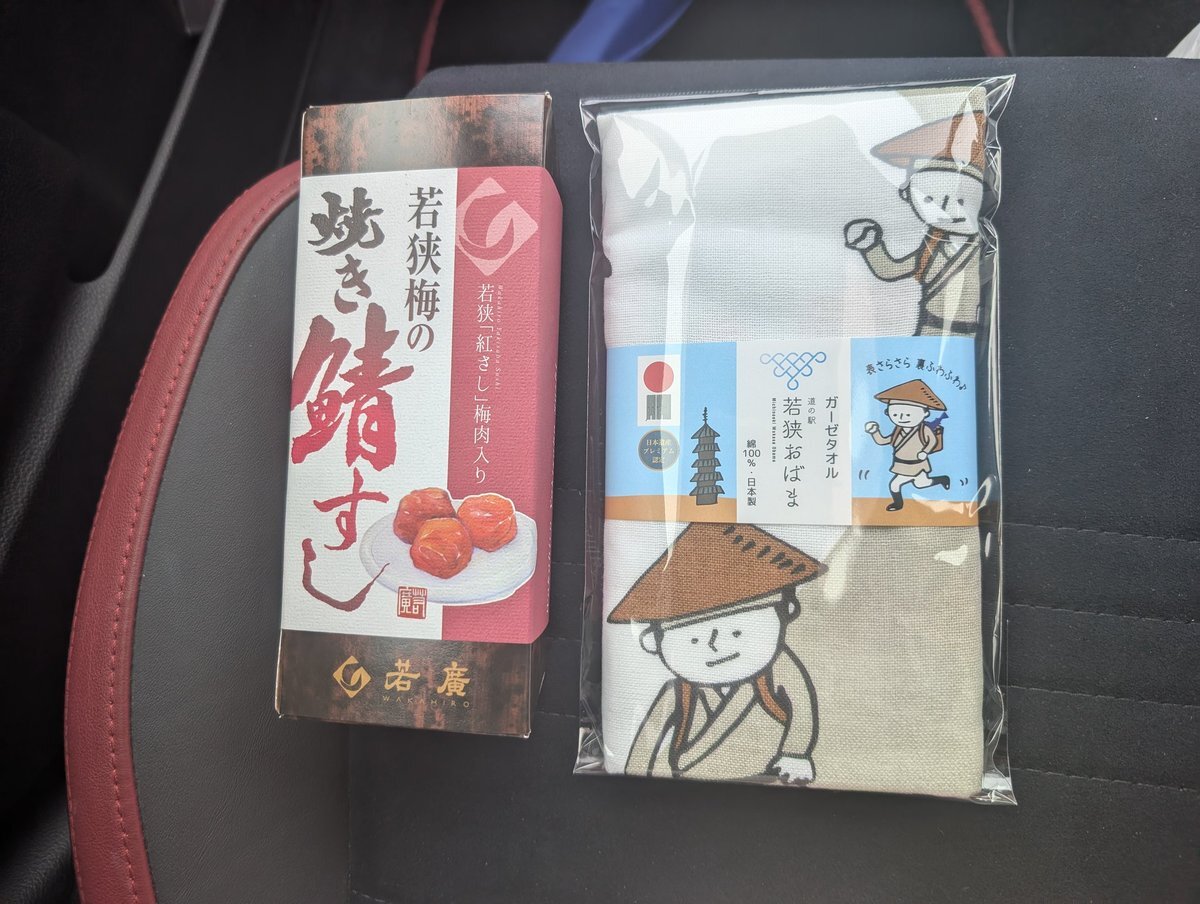 若狭梅の
焼き鯖すし
若狭「紅さし」梅肉入り
若廣
WAKAHIRO
日本遺産
プレミアム
認定
ガーゼタオル
道の駅
若狭おばま
綿100%・日本製
表さらさら 裏ふわふわ♪